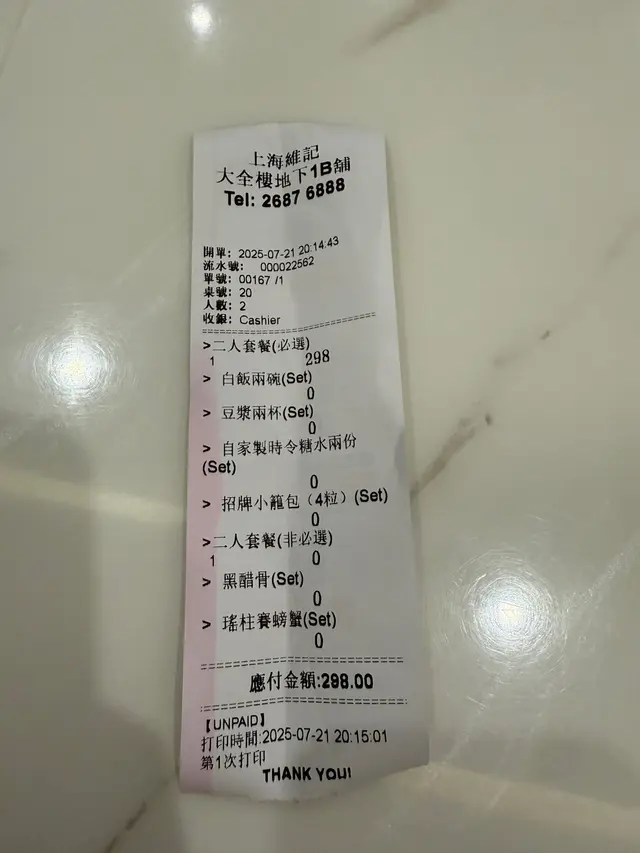 上海維記
大全樓地下1B舖
Tel: 2687 6888
開單: 2025-07-21 20:14:43
流水號: 000022562
單號: 00167 /1
桌號: 20
人數: 2
收銀: Cashier
>二人套餐(必選)
1 298
> 白飯兩碗(Set)
0
> 豆漿兩杯(Set)
0
> 自家製時令糖水兩份
(Set)
0
> 招牌小籠包（4粒）(Set)
0
>二人套餐(非必選)
1 0
> 黑醋骨(Set)
0
> 瑤柱賽螃蟹(Set)
0
應付金額:298.00
【UNPAID】
打印時間:2025-07-21 20:15:01
第1次打印
THANK YOU!